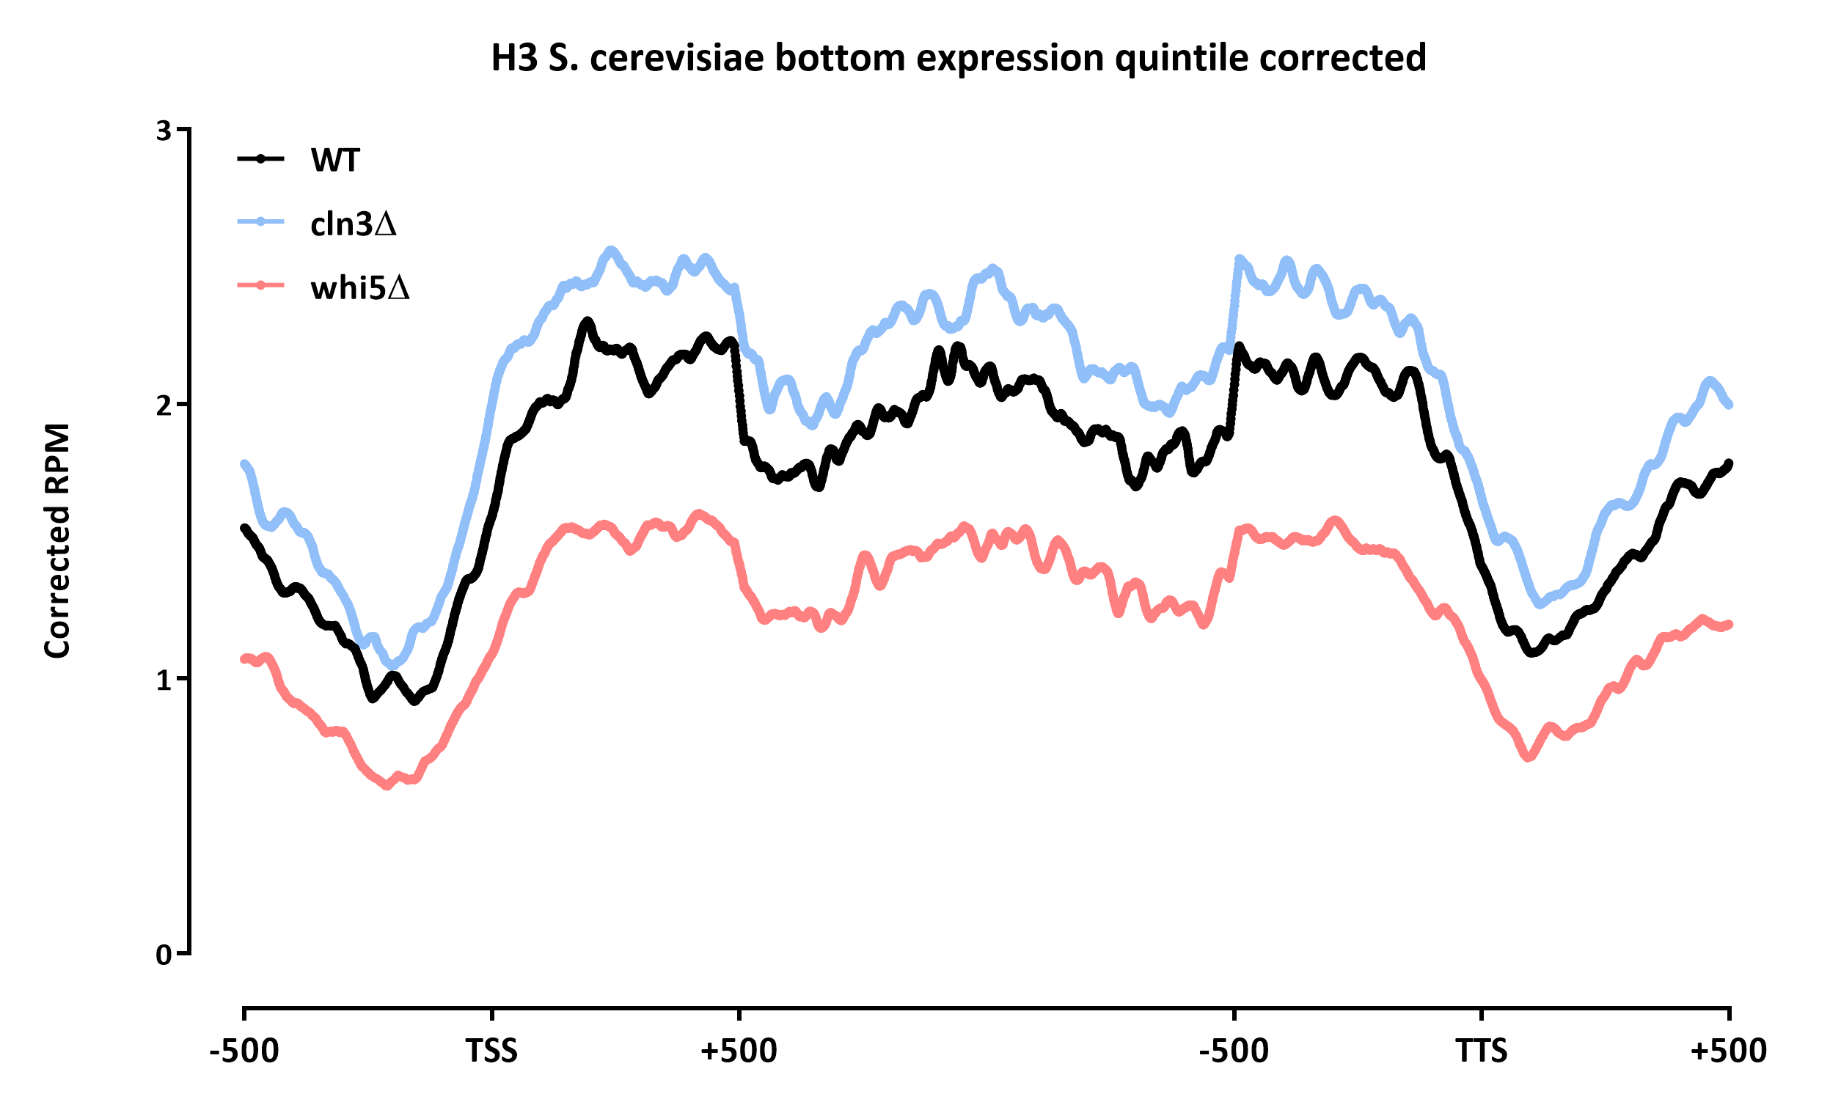 H3 S. cerevisiae bottom expression quintile corrected
3
WT
cln3Δ
whi5Δ
2
Corrected RPM
1
0
-500 TSS +500 -500 TTS +500